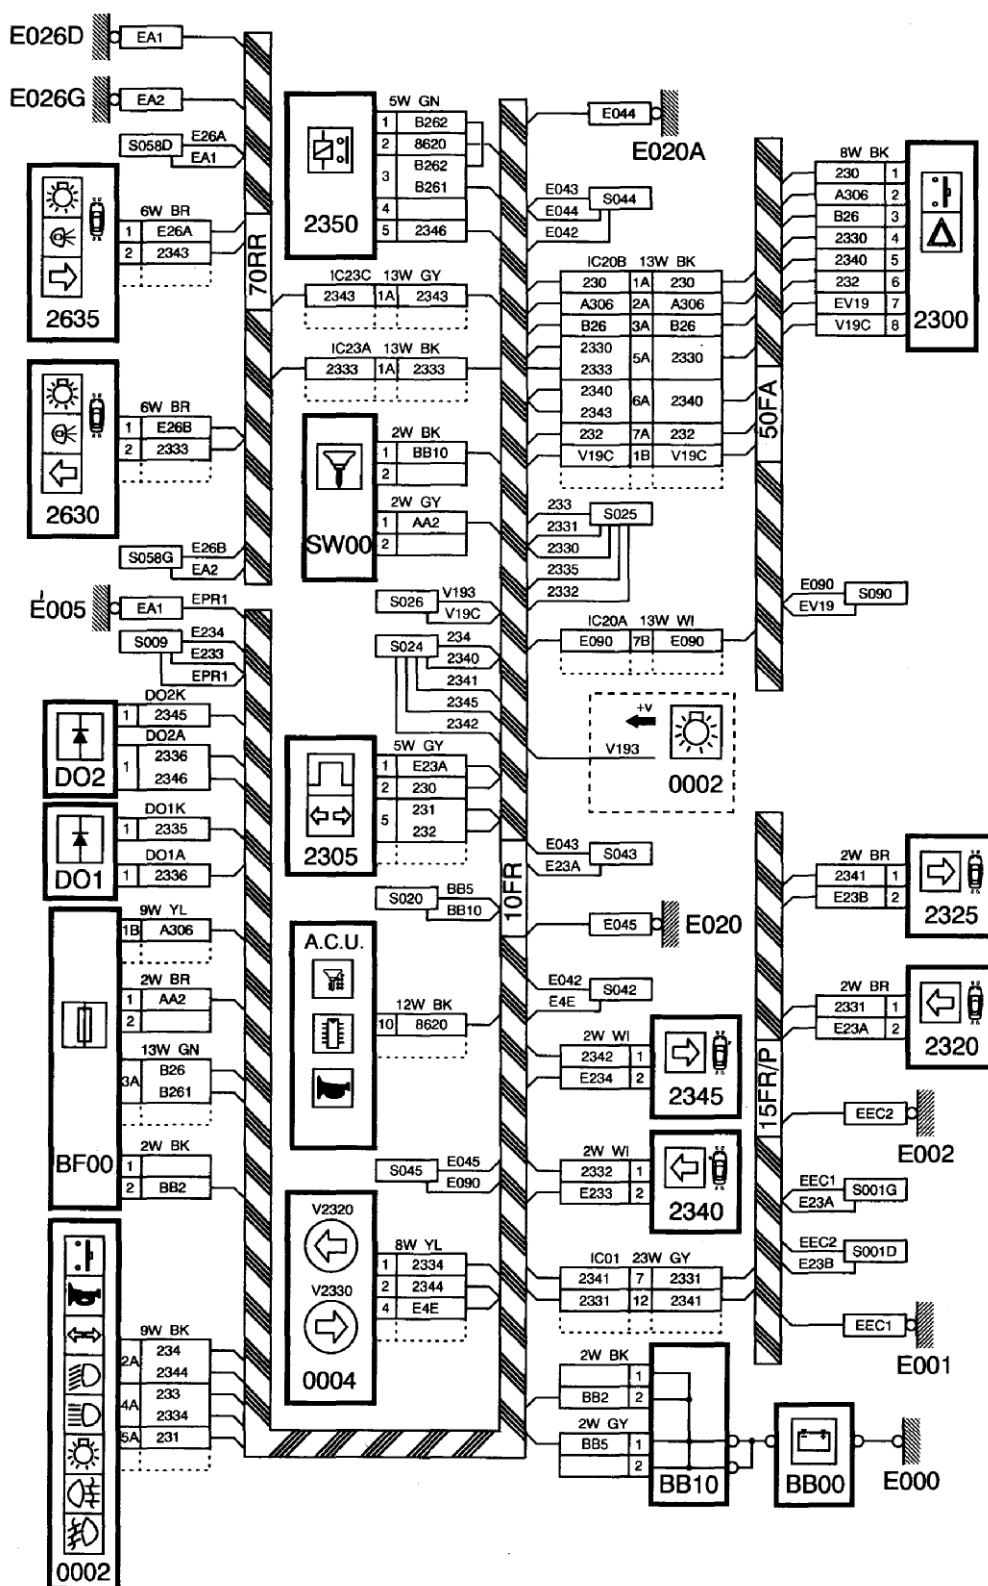 E026D
EA1
E026G
EA2
S058D
E26A
EA1
6W BR
1 E26A
2 2343
2635
6W BR
1 E26B
2 2333
2630
S058G
E26B
EA2
70RR
E005
EA1
EPR1
S009
E234
E233
EPR1
DO2K
1 2345
DO2A
2336
1
2346
DO2
DO1K
1 2335
DO1A
1 2336
DO1
9W YL
1B A306
2W BR
1 AA2
2
13W GN
B26
3A
B261
2W BK
1
2 BB2
BF00
9W BK
234
2A
2344
233
4A
2334
5A 231
0002
5W GN
1 B262
2 8620
B262
3
B261
4
5 2346
2350
IC23C 13W GY
2343 1A 2343
IC23A 13W BK
2333 1A 2333
2W BK
1 BB10
2
2W GY
1 AA2
2
SW00
S026
V193
V19C
S024
234
2340
2341
2345
2342
5W GY
1 E23A
2 230
231
5
232
2305
S020
BB5
BB10
A.C.U.
12W BK
10 8620
S045
E045
E090
V2320
V2330
8W YL
1 2334
2 2344
4 E4E
0004
10FR
E044
E020A
E043
E044
E042
S044
IC20B 13W BK
230 1A 230
A306 2A A306
B26 3A B26
2330
5A 2330
2333
2340
6A 2340
2343
232 7A 232
V19C 1B V19C
233
2331
2330
2335
2332
S025
IC20A 13W WI
E090 7B E090
+V
V193
0002
E043
E23A
S043
E045
E020
E042
E4E
S042
2W WI
2342 1
E234 2
2345
2W WI
2332 1
E233 2
2340
IC01 23W GY
2341 7 2331
2331 12 2341
2W BK
1
BB2 2
2W GY
BB5 1
2
BB10
BB00
E000
50FA
8W BK
230 1
A306 2
B26 3
2330 4
2340 5
232 6
EV19 7
V19C 8
2300
E090
EV19
S090
15FR/P
2W BR
2341 1
E23B 2
2325
2W BR
2331 1
E23A 2
2320
EEC2
E002
EEC1
E23A
S001G
EEC2
E23B
S001D
EEC1
E001